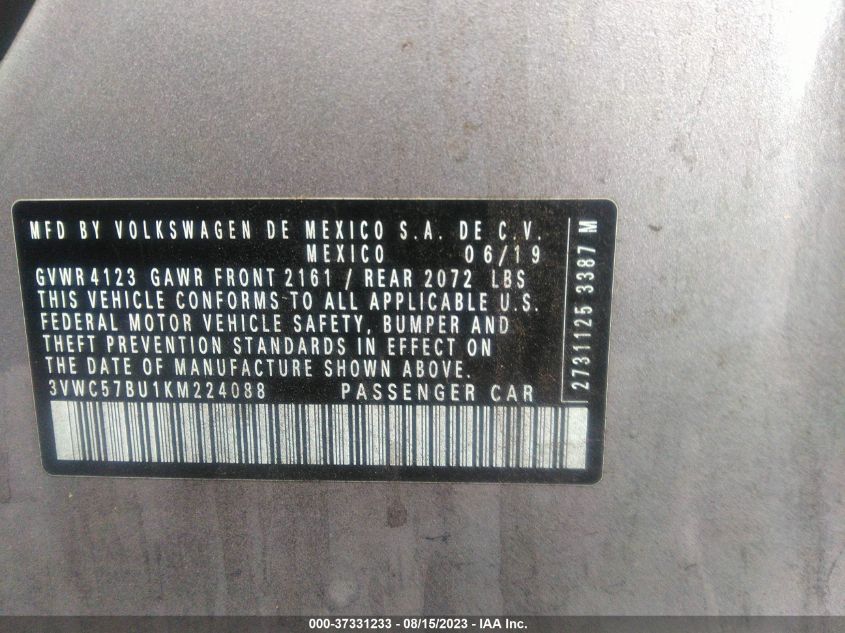 MFD BY VOLKSWAGEN DE MEXICO S.A. DE C.V.
MEXICO 06/19
GVWR 4123 GAWR FRONT 2161 / REAR 2072 LBS
THIS VEHICLE CONFORMS TO ALL APPLICABLE U.S.
FEDERAL MOTOR VEHICLE SAFETY, BUMPER AND
THEFT PREVENTION STANDARDS IN EFFECT ON
THE DATE OF MANUFACTURE SHOWN ABOVE.
3VWC57BU1KM224088 PASSENGER CAR
2731125 3387 M
000-37331233 - 08/15/2023 - IAA Inc.